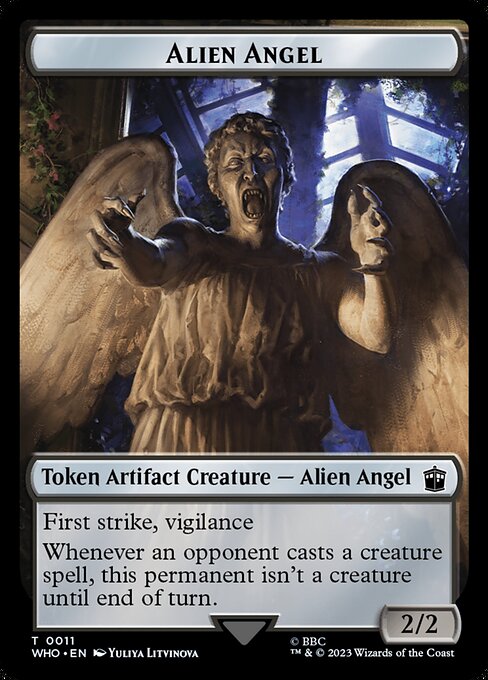 Alien Angel
Token Artifact Creature — Alien Angel
First strike, vigilance
Whenever an opponent casts a creature
spell, this permanent isn't a creature
until end of turn.
2/2
T 0011
WHO • EN Yuliya Litvinova
© BBC
™ & © 2023 Wizards of the Coast